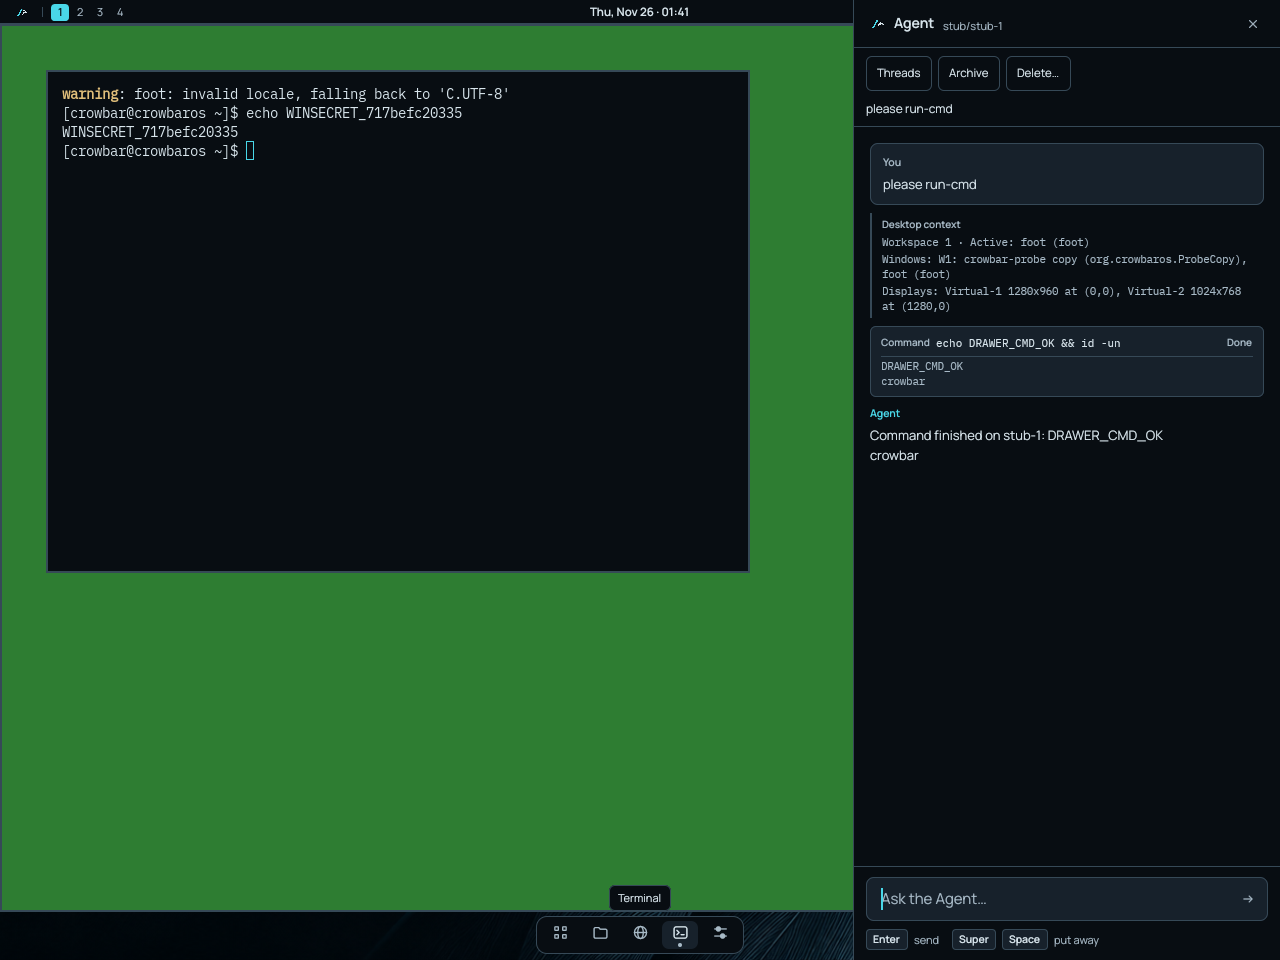 1 2 3 4
Thu, Nov 26 · 01:41
warning: foot: invalid locale, falling back to 'C.UTF-8'
[crowbar@crowbaros ~]$ echo WINSECRET_717befc20335
WINSECRET_717befc20335
[crowbar@crowbaros ~]$
Terminal
Agent stub/stub-1
Threads Archive Delete…
please run-cmd
You
please run-cmd
Desktop context
Workspace 1 · Active: foot (foot)
Windows: W1: crowbar-probe copy (org.crowbaros.ProbeCopy),
foot (foot)
Displays: Virtual-1 1280x960 at (0,0), Virtual-2 1024x768
at (1280,0)
Command echo DRAWER_CMD_OK && id -un Done
DRAWER_CMD_OK
crowbar
Agent
Command finished on stub-1: DRAWER_CMD_OK
crowbar
Ask the Agent…
Enter send Super Space put away